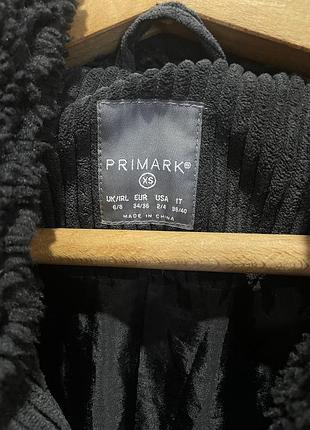 PRIMARK®
XS
UK/IRL EUR USA IT
6/8 34/36 2/4 38/40
MADE IN CHINA